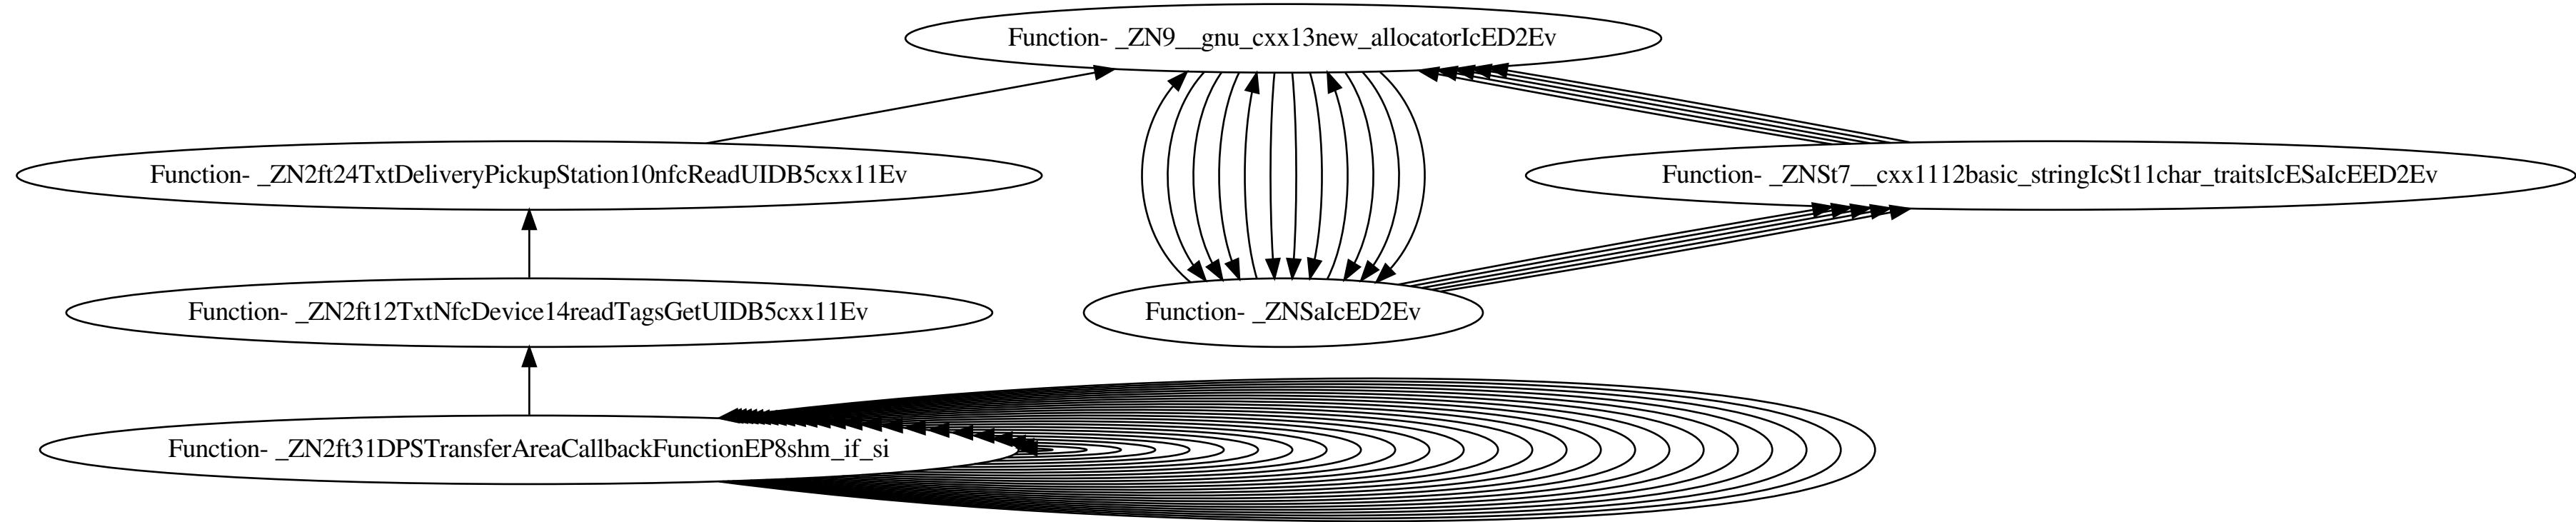 Function- _ZN9__gnu_cxx13new_allocatorIcED2Ev
Function- _ZN2ft24TxtDeliveryPickupStation10nfcReadUIDB5cxx11Ev
Function- _ZNSt7__cxx1112basic_stringIcSt11char_traitsIcESaIcEED2Ev
Function- _ZN2ft12TxtNfcDevice14readTagsGetUIDB5cxx11Ev
Function- _ZNSaIcED2Ev
Function- _ZN2ft31DPSTransferAreaCallbackFunctionEP8shm_if_si